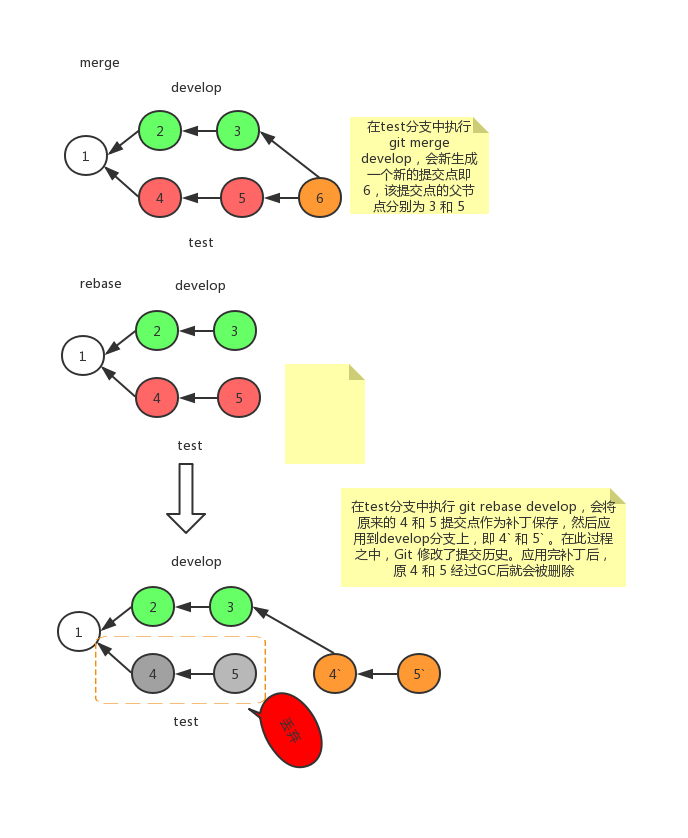 merge
develop
2
3
1
4
5
6
test
在test分支中执行
git merge
develop，会新生成
一个新的提交点即
6，该提交点的父节
点分别为 3 和 5
rebase
develop
2
3
1
4
5
test
在test分支中执行 git rebase develop，会将
原来的 4 和 5 提交点作为补丁保存，然后应
用到develop分支上，即 4` 和 5` 。在此过程
之中，Git 修改了提交历史。应用完补丁后，
原 4 和 5 经过GC后就会被删除
develop
2
3
1
4
5
4`
5`
test
丢弃